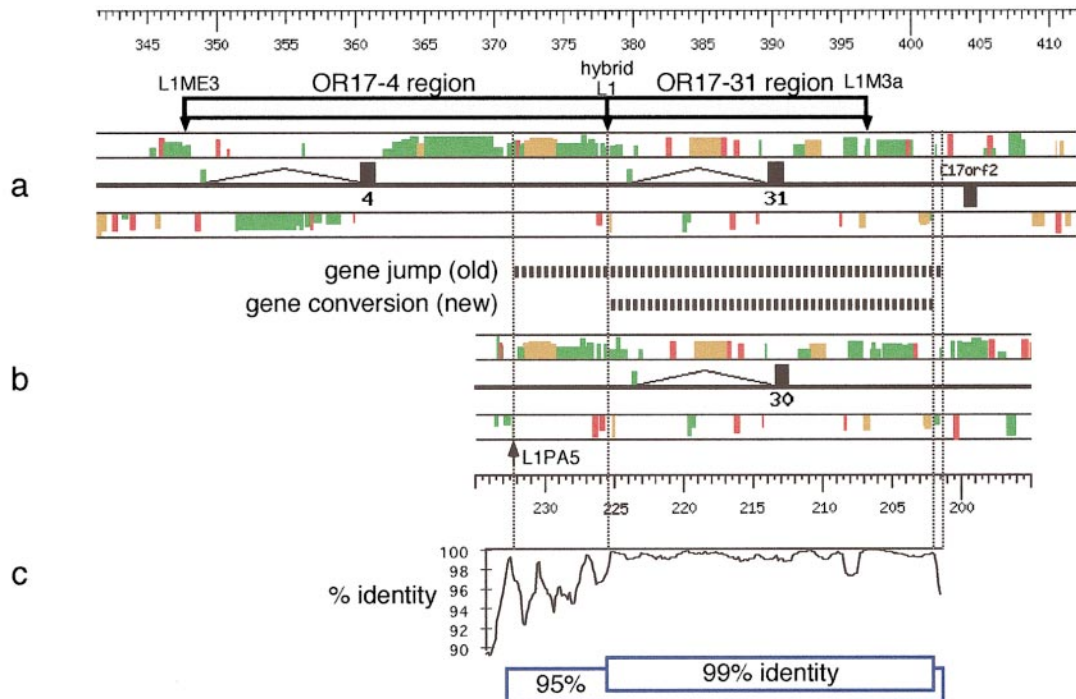 345 350 355 360 365 370 375 380 385 390 395 400 405 410
L1ME3 OR17-4 region hybrid L1 OR17-31 region L1M3a
a
C17orf2
4 31
gene jump (old)
gene conversion (new)
b
30
L1PA5
230 225 220 215 210 205 200
c
% identity
100
98
96
94
92
90
95% 99% identity